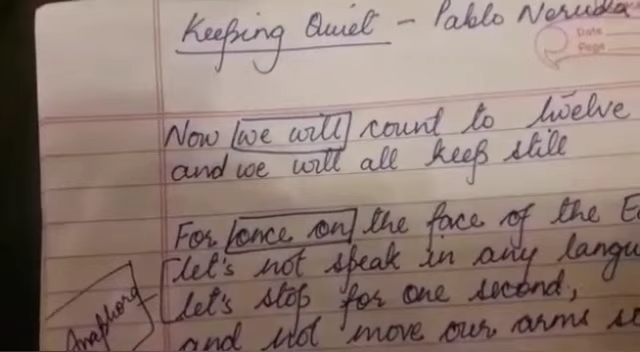 Keeping Quiet - Pablo Neruda
Date
Page
Now we will count to twelve
and we will all keep still
For once on the face of the
let's not speak in any
let's stop for one second,
and not move our arms
Anaphora